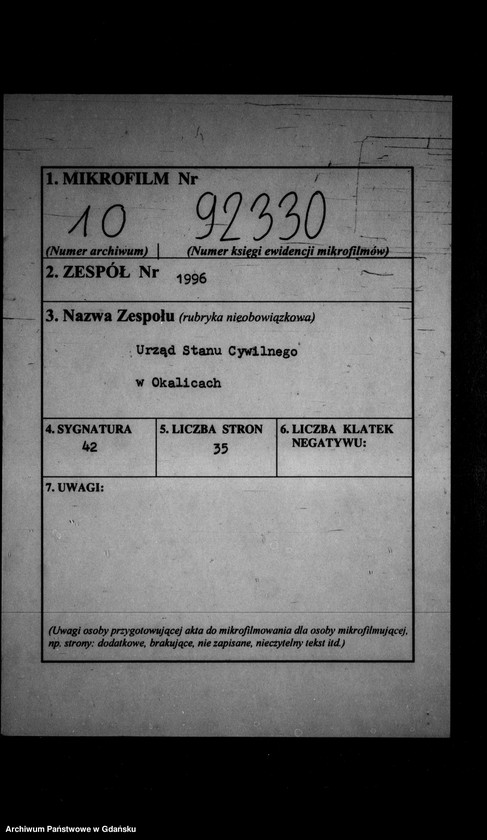 1. MIKROFILM Nr
10 92330
(Numer archiwum) (Numer księgi ewidencji mikrofilmów)
2. ZESPÓŁ Nr 1996
3. Nazwa Zespołu (rubryka nieobowiązkowa)
Urząd Stanu Cywilnego
w Okalicach
4. SYGNATURA 5. LICZBA STRON 6. LICZBA KLATEK
NEGATYWU:
42 35
7. UWAGI:
(Uwagi osoby przygotowującej akta do mikrofilmowania dla osoby mikrofilmującej,
np. strony: dodatkowe, brakujące, nie zapisane, nieczytelny tekst itd.)
Archiwum Państwowe w Gdańsku